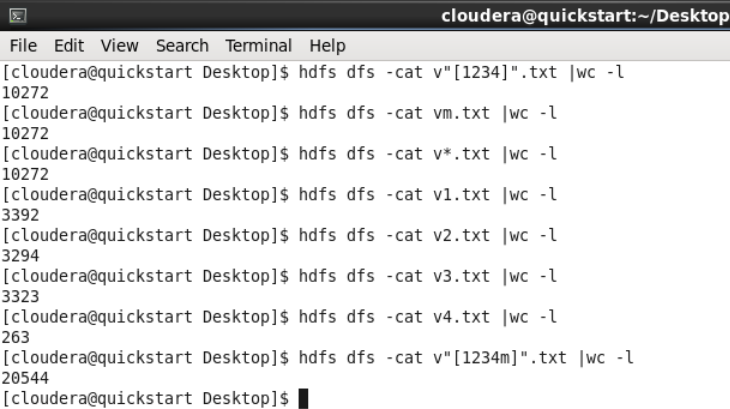 cloudera@quickstart:~/Desktop
File Edit View Search Terminal Help
[cloudera@quickstart Desktop]$ hdfs dfs -cat v"[1234]".txt |wc -l
10272
[cloudera@quickstart Desktop]$ hdfs dfs -cat vm.txt |wc -l
10272
[cloudera@quickstart Desktop]$ hdfs dfs -cat v*.txt |wc -l
10272
[cloudera@quickstart Desktop]$ hdfs dfs -cat v1.txt |wc -l
3392
[cloudera@quickstart Desktop]$ hdfs dfs -cat v2.txt |wc -l
3294
[cloudera@quickstart Desktop]$ hdfs dfs -cat v3.txt |wc -l
3323
[cloudera@quickstart Desktop]$ hdfs dfs -cat v4.txt |wc -l
263
[cloudera@quickstart Desktop]$ hdfs dfs -cat v"[1234m]".txt |wc -l
20544
[cloudera@quickstart Desktop]$